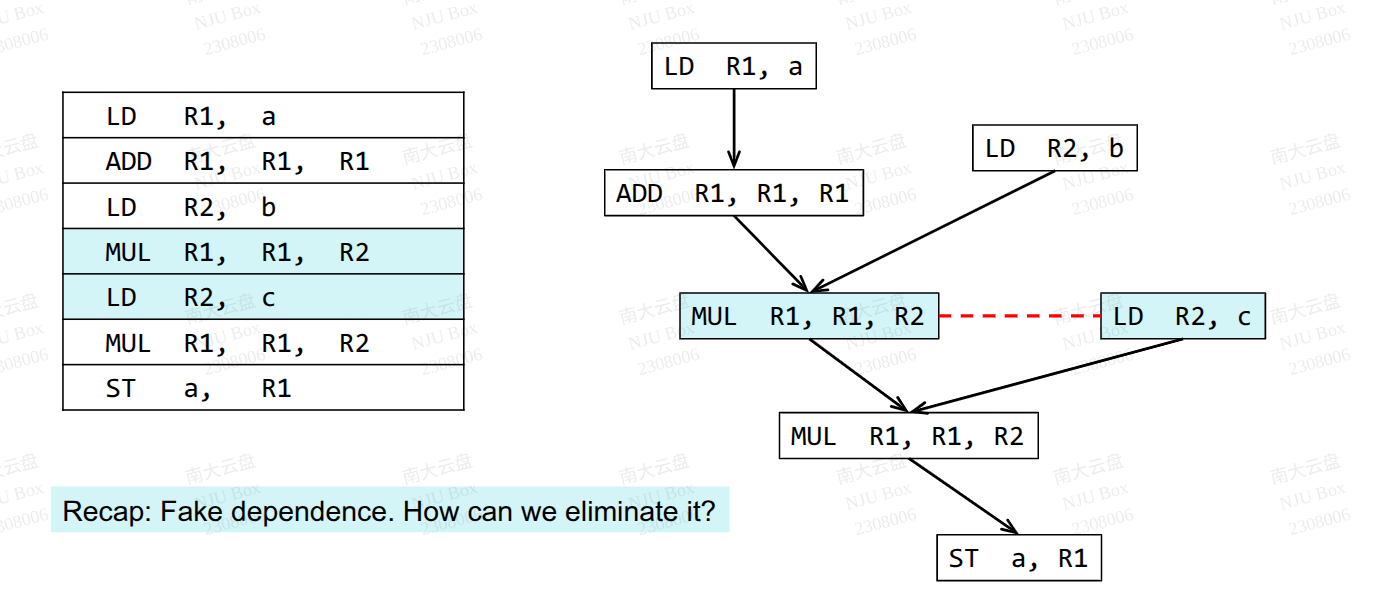 LD R1, a
ADD R1, R1, R1
LD R2, b
MUL R1, R1, R2
LD R2, c
MUL R1, R1, R2
ST a, R1
Recap: Fake dependence. How can we eliminate it?
LD R1, a
LD R2, b
ADD R1, R1, R1
MUL R1, R1, R2
LD R2, c
MUL R1, R1, R2
ST a, R1
南大云盘
NJU Box
2308006